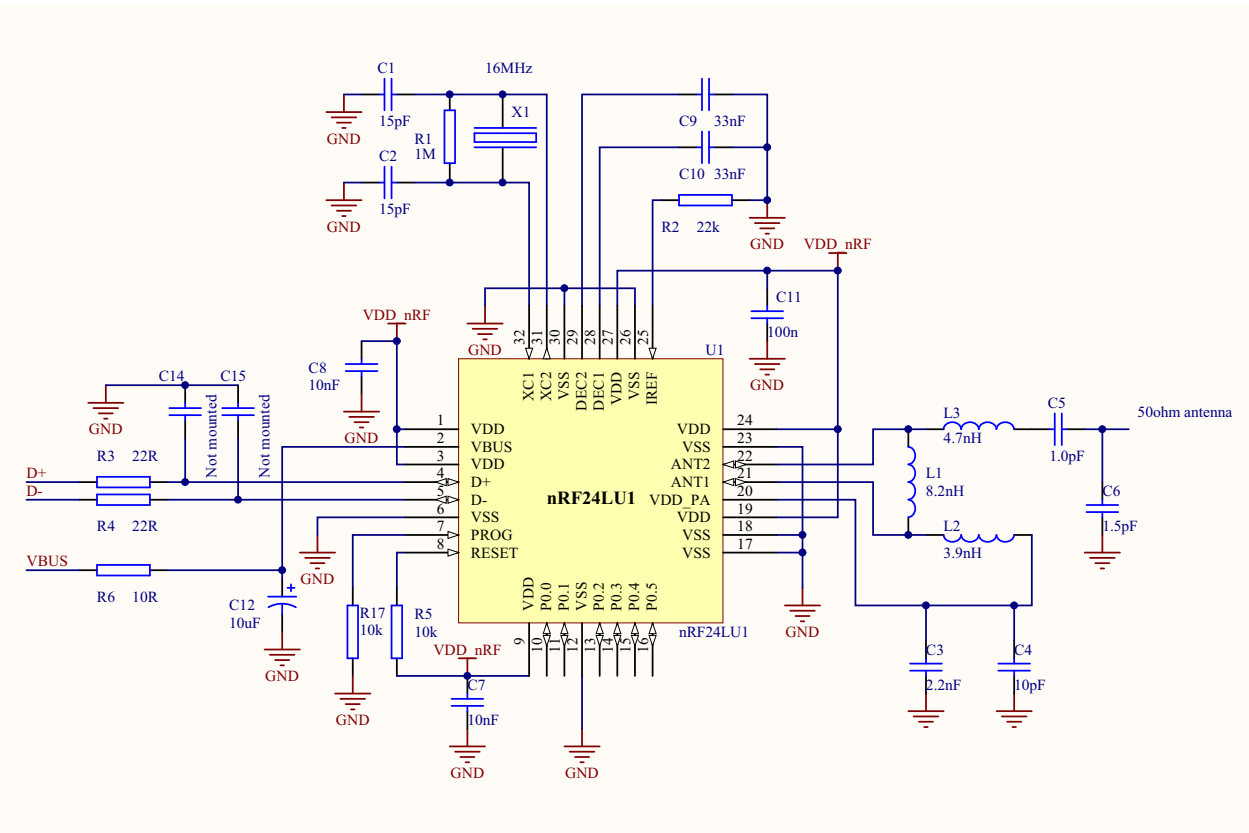 C1
16MHz
15pF
GND
R1
1M
X1
C2
15pF
GND
C9
33nF
C10
33nF
R2
22k
GND
VDD_nRF
C11
100n
GND
VDD_nRF
C8
10nF
GND
GND
32
31
30
29
28
27
26
25
U1
XC1
XC2
VSS
DEC2
DEC1
VDD
VSS
IREF
C14
C15
Not mounted
Not mounted
GND
R3
22R
D+
D-
R4
22R
VBUS
R6
10R
C12
+
10uF
GND
1
VDD
2
VBUS
3
VDD
4
D+
5
D-
6
VSS
7
PROG
8
RESET
nRF24LU1
24
VDD
23
VSS
22
ANT2
21
ANT1
20
VDD_PA
19
VDD
18
VSS
17
VSS
GND
R17
10k
GND
R5
10k
VDD_nRF
C7
10nF
GND
VDD
P0.0
P0.1
VSS
P0.2
P0.3
P0.4
P0.5
9
10
11
12
13
14
15
16
nRF24LU1
GND
GND
L3
4.7nH
C5
1.0pF
50ohm antenna
L1
8.2nH
C6
1.5pF
L2
3.9nH
C3
2.2nF
C4
10pF